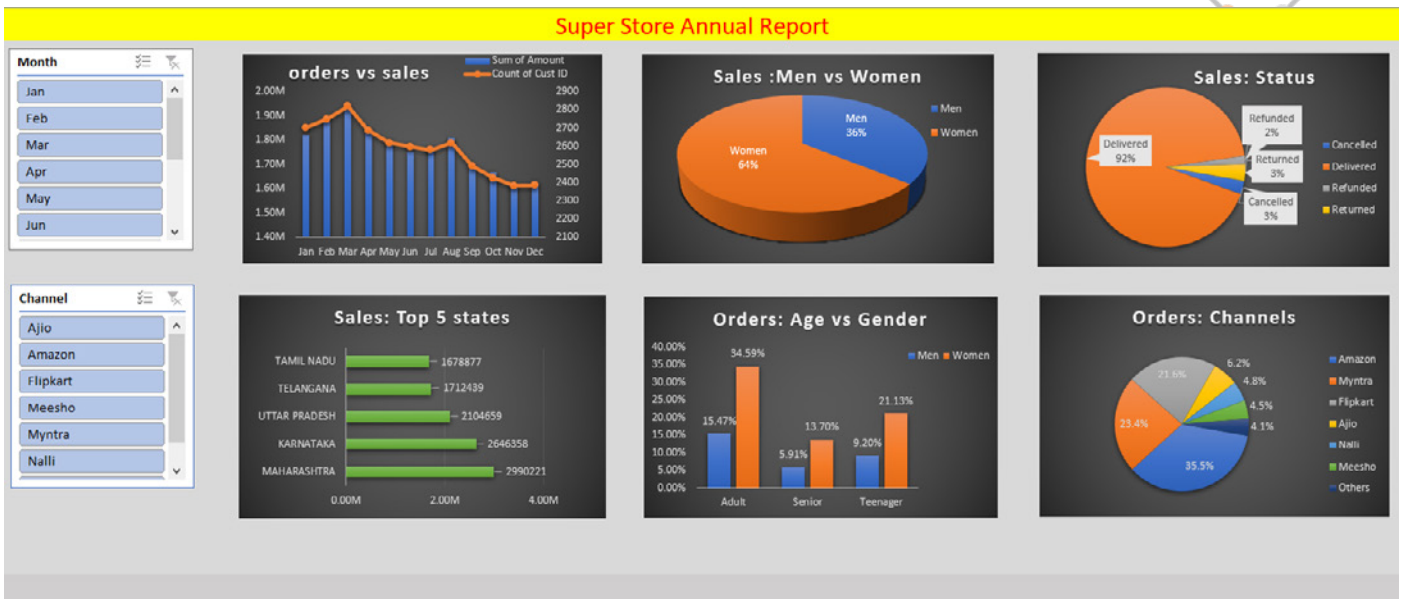 Super Store Annual Report
Month
Jan
Feb
Mar
Apr
May
Jun
Channel
Ajio
Amazon
Flipkart
Meesho
Myntra
Nalli
orders vs sales
Sum of Amount
Count of Cust ID
2.00M
1.90M
1.80M
1.70M
1.60M
1.50M
1.40M
2900
2800
2700
2600
2500
2400
2300
2200
2100
Jan Feb Mar Apr May Jun Jul Aug Sep Oct Nov Dec
Sales :Men vs Women
Men
36%
Women
64%
Men
Women
Sales: Status
Delivered
92%
Refunded
2%
Returned
3%
Cancelled
3%
Cancelled
Delivered
Refunded
Returned
Sales: Top 5 states
TAMIL NADU 1678877
TELANGANA 1712439
UTTAR PRADESH 2104659
KARNATAKA 2646358
MAHARASHTRA 2990221
0.00M 2.00M 4.00M
Orders: Age vs Gender
Men Women
40.00%
35.00%
30.00%
25.00%
20.00%
15.00%
10.00%
5.00%
0.00%
15.47% 34.59%
5.91% 13.70%
9.20% 21.13%
Adult Senior Teenager
Orders: Channels
35.5%
23.4%
21.6%
6.2%
4.8%
4.5%
4.1%
Amazon
Myntra
Flipkart
Ajio
Nalli
Meesho
Others